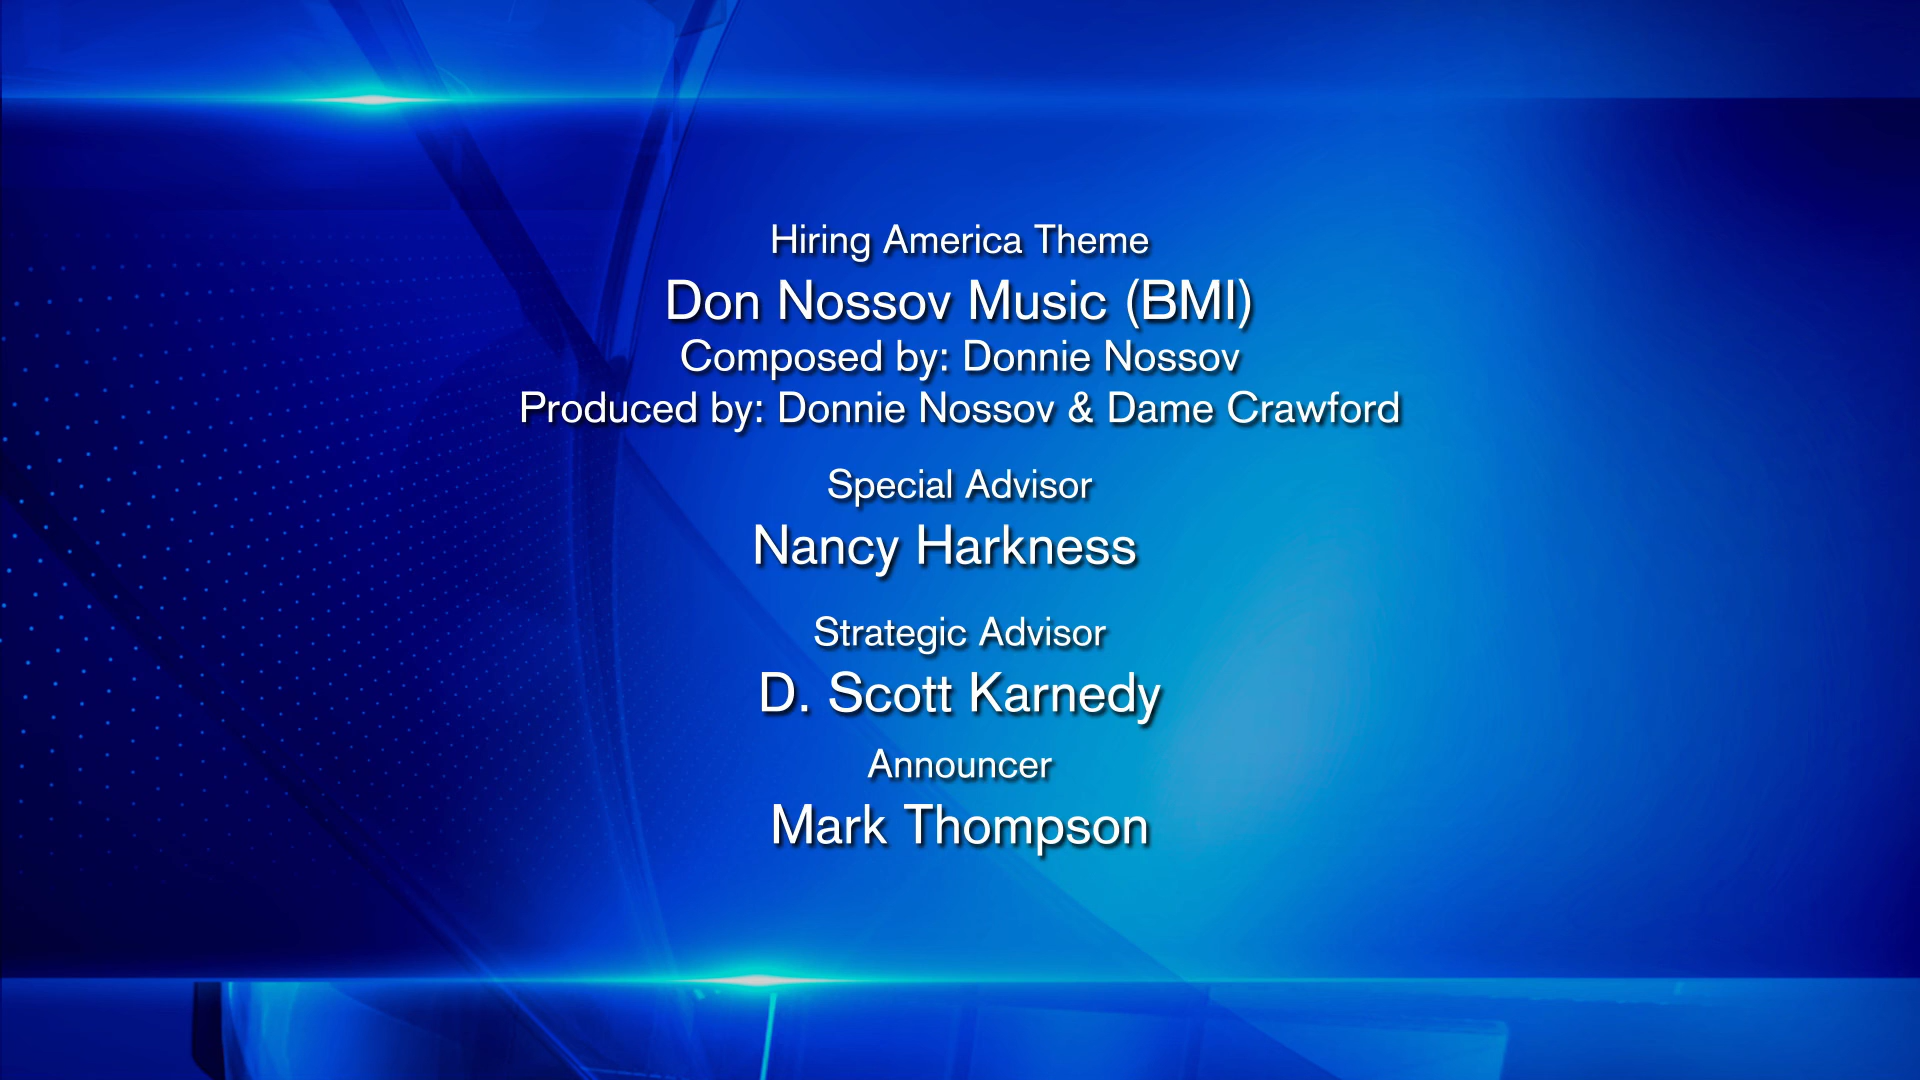 Hiring America Theme
Don Nossov Music (BMI)
Composed by: Donnie Nossov
Produced by: Donnie Nossov & Dame Crawford
Special Advisor
Nancy Harkness
Strategic Advisor
D. Scott Karnedy
Announcer
Mark Thompson